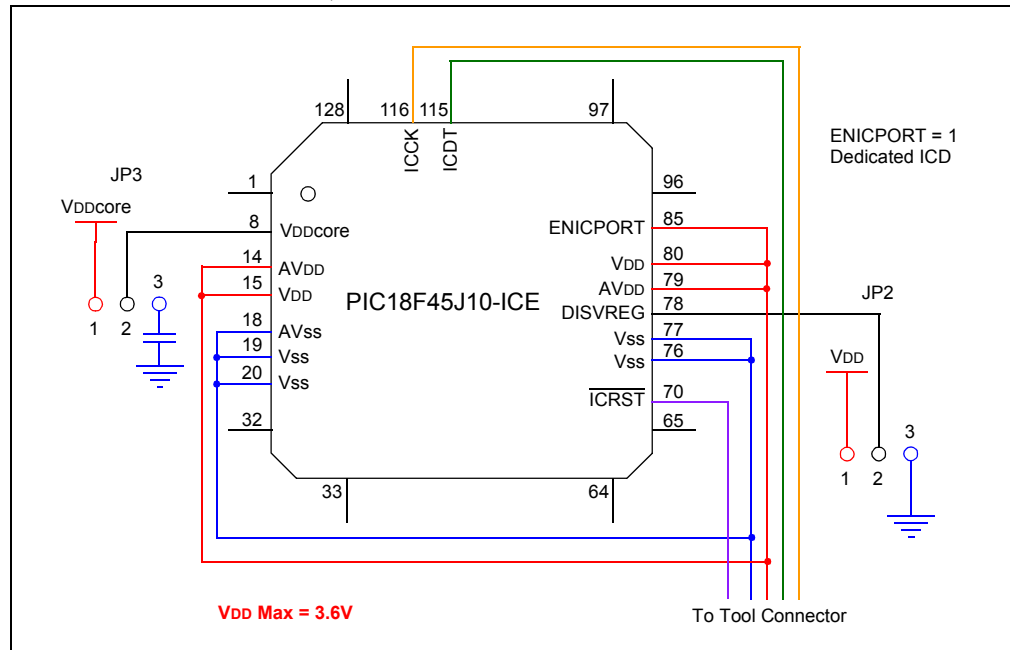 128
116
115
97
ICCK
ICDT
ENICPORT = 1
Dedicated ICD
JP3
VDDcore
1
2
3
1
8
VDDcore
14
AVDD
15
VDD
18
AVss
19
Vss
20
Vss
32
33
64
PIC18F45J10-ICE
96
ENICPORT
85
VDD
80
AVDD
79
DISVREG
78
Vss
77
Vss
76
ICRST
70
65
JP2
VDD
1
2
3
VDD Max = 3.6V
To Tool Connector